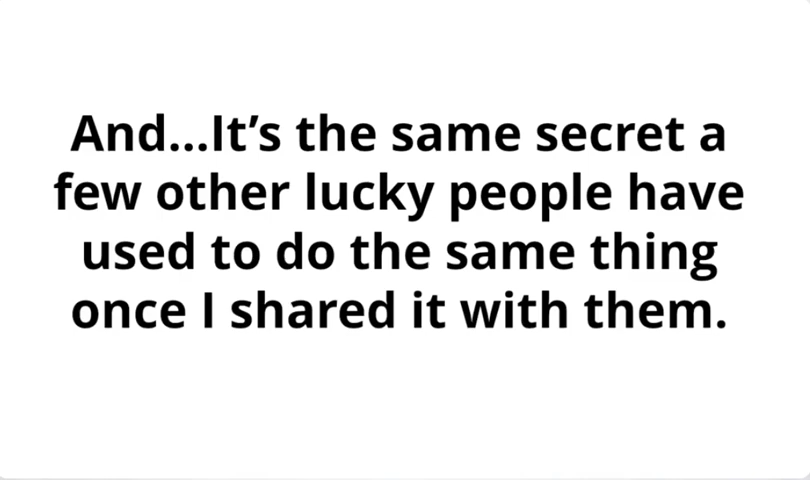 And...It’s the same secret a
few other lucky people have
used to do the same thing
once I shared it with them.